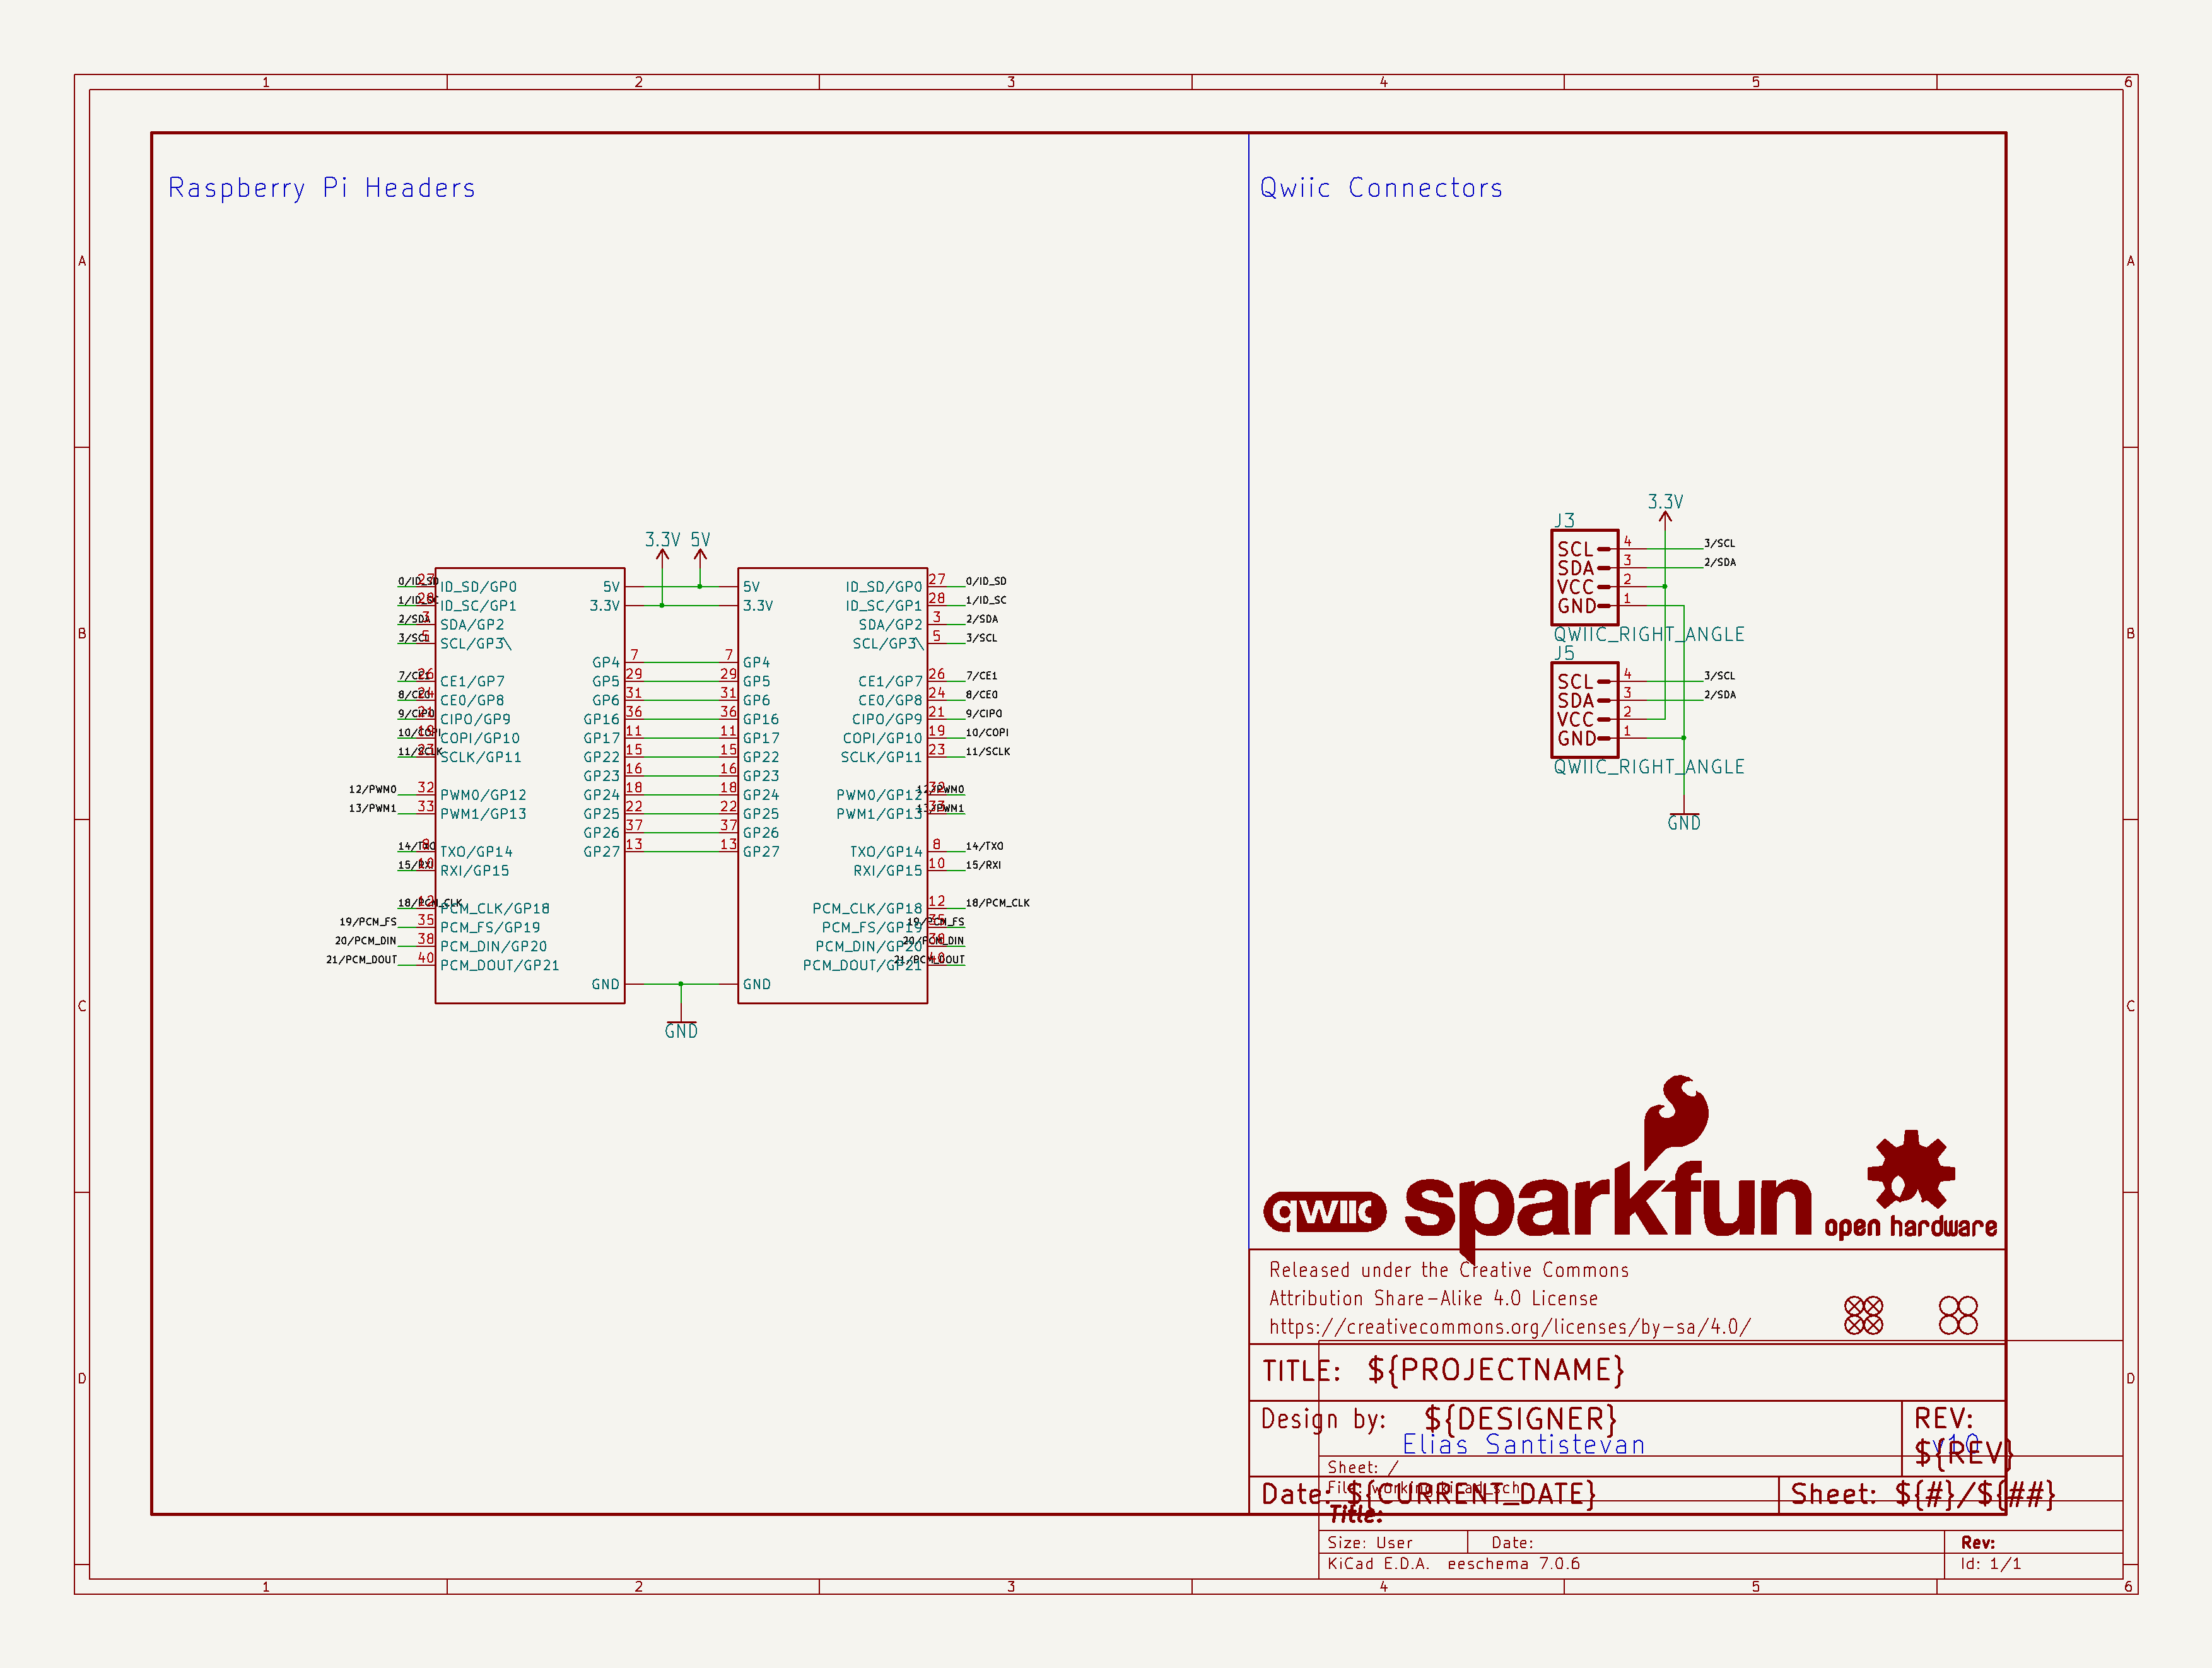 1 2 3 4 5 6
A
B
C
D
A
B
C
D
Raspberry Pi Headers
3.3V 5V
0/ID_SD 27 ID_SD/GP0 5V
1/ID_SC 28 ID_SC/GP1 3.3V
2/SDA 3 SDA/GP2
3/SCL 5 SCL/GP3\
GP4 7
7/CE1 26 CE1/GP7 GP5 29
8/CE0 24 CE0/GP8 GP6 31
9/CIPO 21 CIPO/GP9 GP16 36
10/COPI 19 COPI/GP10 GP17 11
11/SCLK 23 SCLK/GP11 GP22 15
GP23 16
12/PWM0 32 PWM0/GP12 GP24 18
13/PWM1 33 PWM1/GP13 GP25 22
GP26 37
14/TXO 8 TXO/GP14 GP27 13
15/RXI 10 RXI/GP15
18/PCM_CLK 12 PCM_CLK/GP18
19/PCM_FS 35 PCM_FS/GP19
20/PCM_DIN 38 PCM_DIN/GP20
21/PCM_DOUT 40 PCM_DOUT/GP21
GND
5V ID_SD/GP0 27 0/ID_SD
3.3V ID_SC/GP1 28 1/ID_SC
SDA/GP2 3 2/SDA
SCL/GP3\ 5 3/SCL
7 GP4
29 GP5 CE1/GP7 26 7/CE1
31 GP6 CE0/GP8 24 8/CE0
36 GP16 CIPO/GP9 21 9/CIPO
11 GP17 COPI/GP10 19 10/COPI
15 GP22 SCLK/GP11 23 11/SCLK
16 GP23
18 GP24 PWM0/GP12 32 12/PWM0
22 GP25 PWM1/GP13 33 13/PWM1
37 GP26
13 GP27 TXO/GP14 8 14/TXO
RXI/GP15 10 15/RXI
PCM_CLK/GP18 12 18/PCM_CLK
PCM_FS/GP19 35 19/PCM_FS
PCM_DIN/GP20 38 20/PCM_DIN
PCM_DOUT/GP21 40 21/PCM_DOUT
GND
GND
Qwiic Connectors
3.3V
J3
SCL 4 3/SCL
SDA 3 2/SDA
VCC 2
GND 1
QWIIC_RIGHT_ANGLE
J5
SCL 4 3/SCL
SDA 3 2/SDA
VCC 2
GND 1
QWIIC_RIGHT_ANGLE
GND
qwiic sparkfun open hardware
Released under the Creative Commons
Attribution Share-Alike 4.0 License
https://creativecommons.org/licenses/by-sa/4.0/
TITLE: ${PROJECTNAME}
Design by: ${DESIGNER}
Elias Santistevan
REV:
${REV}
v1.0
Sheet: /
File: working.kicad_sch
Date: ${CURRENT_DATE} Sheet: ${#}/${##}
Title:
Size: User Date: Rev:
KiCad E.D.A. eeschema 7.0.6 Id: 1/1
1 2 3 4 5 6